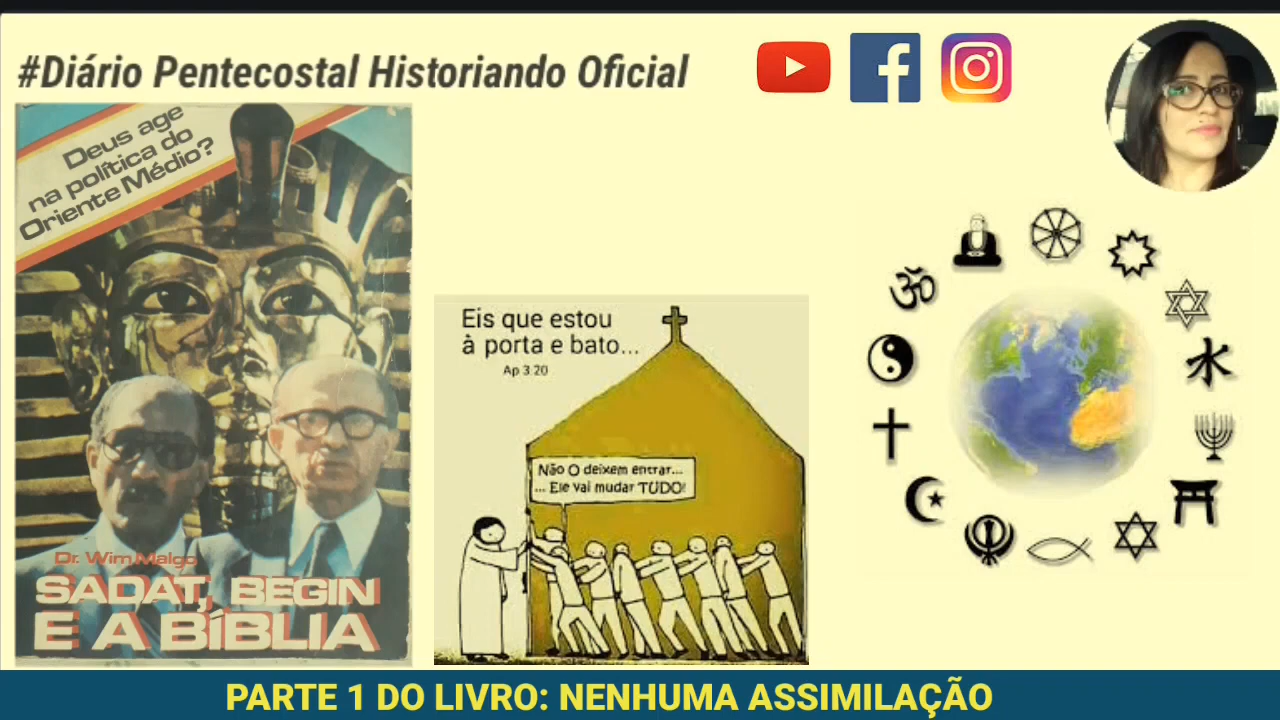 #Diário Pentecostal Historiando Oficial
Deus age
na política do
Oriente Médio?
Dr. Wim Malgo
SADAT, BEGIN
E A BÍBLIA
Eis que estou
à porta e bato...
Ap 3.20
Não O deixem entrar...
... Ele vai mudar TUDO!
PARTE 1 DO LIVRO: NENHUMA ASSIMILAÇÃO